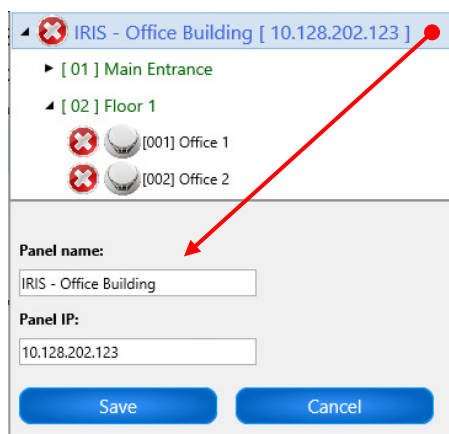 IRIS - Office Building [ 10.128.202.123 ]
[ 01 ] Main Entrance
[ 02 ] Floor 1
[001] Office 1
[002] Office 2
Panel name:
IRIS - Office Building
Panel IP:
10.128.202.123
Save Cancel